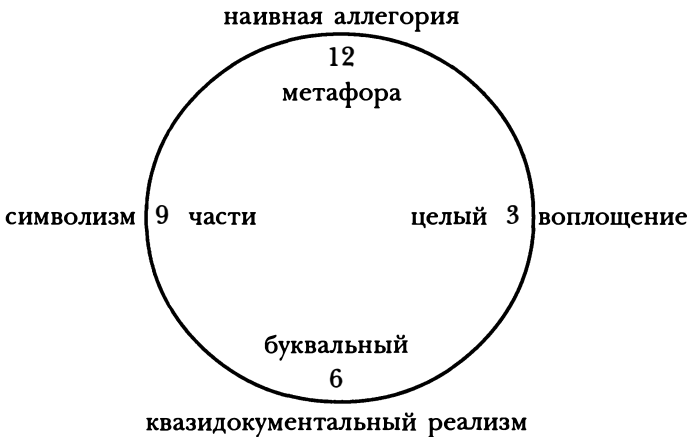 наивная аллегория
12
метафора
символизм 9 части целый 3 воплощение
буквальный
6
квазидокументальный реализм